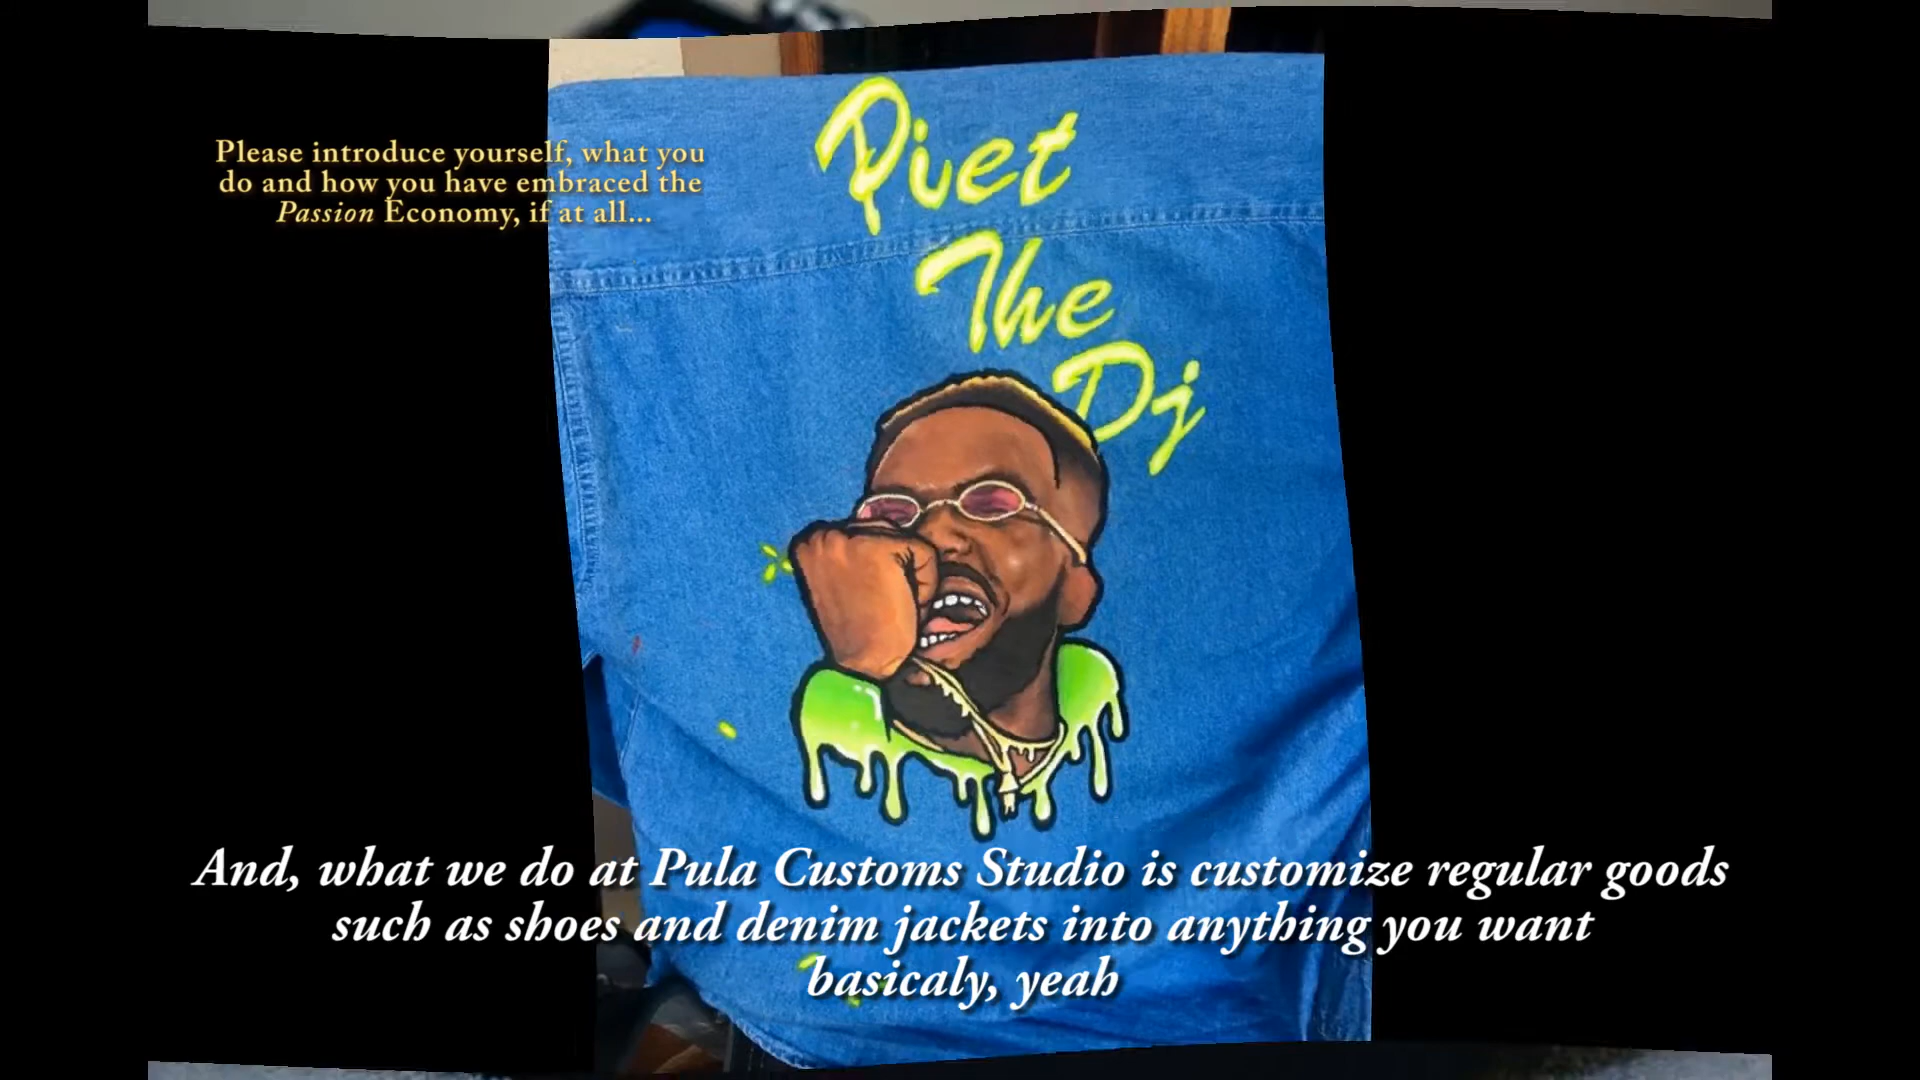 Please introduce yourself, what you
do and how you have embraced the
Passion Economy, if at all...
Piet
The
Dj
And, what we do at Pula Customs Studio is customize regular goods
such as shoes and denim jackets into anything you want
basicaly, yeah